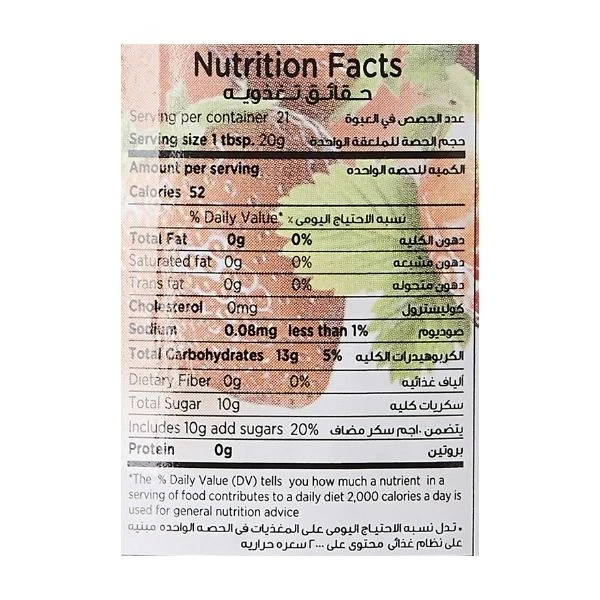 Nutrition Facts
حـقـائـق تـغـذويـه
Serving per container 21 عدد الحصص في العبوة
Serving size 1 tbsp. 20g حجم الحصة للملعقة الواحدة
Amount per serving الكميه للحصه الواحده
Calories 52
% Daily Value* نسبه الاحتياج اليومى ٪
Total Fat 0g 0% دهون الكليه
Saturated fat 0g 0% دهون مشبعه
Trans fat 0g 0% دهون متحوله
Cholesterol 0mg كوليسترول
Sodium 0.08mg less than 1% صوديوم
Total Carbohydrates 13g 5% الكربوهيدرات الكليه
Dietary Fiber 0g 0% ألياف غذائيه
Total Sugar 10g سكريات كليه
Includes 10g add sugars 20% يتضمن ١٠جم سكر مضاف
Protein 0g بروتين
*The % Daily Value (DV) tells you how much a nutrient in a
serving of food contributes to a daily diet 2,000 calories a day is
used for general nutrition advice
* تدل نسبه الاحتياج اليومى على المغذيات فى الحصه الواحده مبنيه
على نظام غذائى محتوى على ٢٠٠٠ سعره حراريه